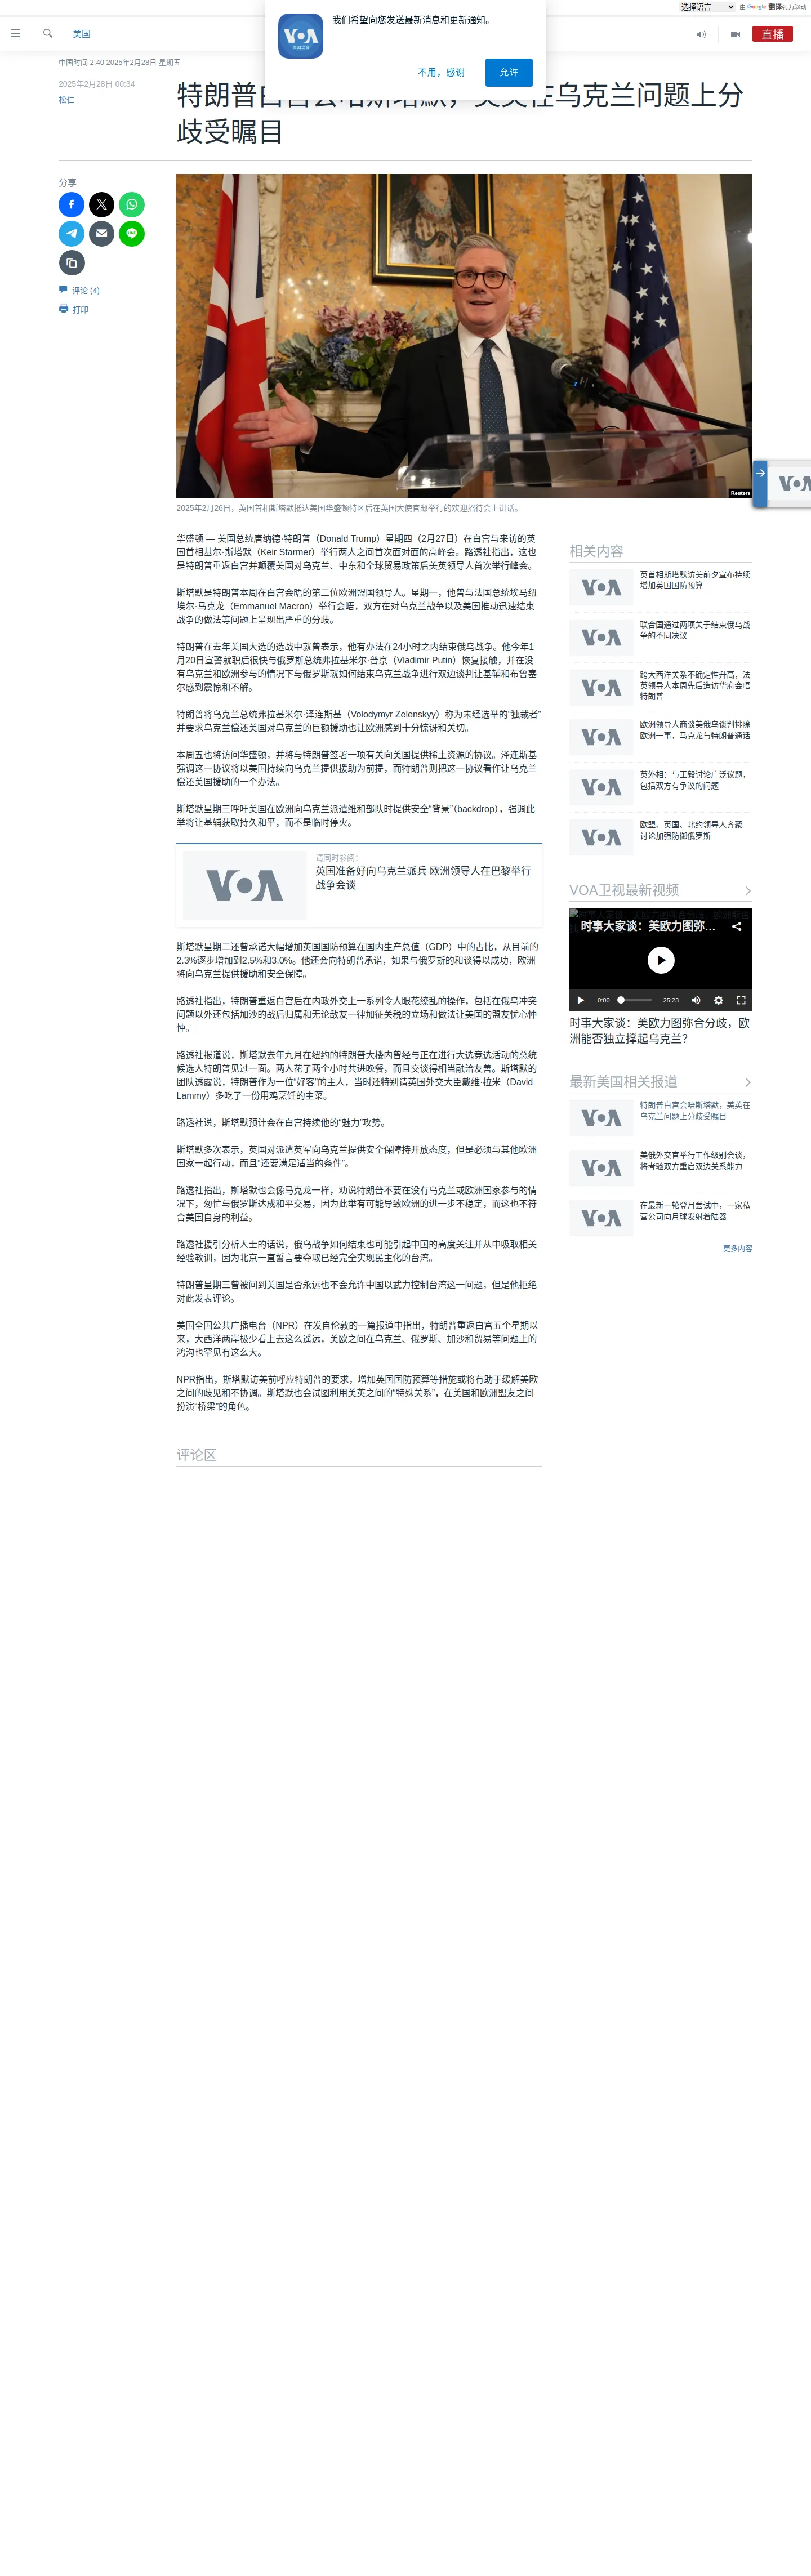 选择语言 由 Google 翻译强力驱动
我们希望向您发送最新消息和更新通知。
VOA
美国之音
不用，感谢
允许
美国
直播
中国时间 2:40 2025年2月28日 星期五
2025年2月28日 00:34
松仁
特朗普白宫会晤斯塔默，美英在乌克兰问题上分
歧受瞩目
分享
评论 (4)
打印
Reuters
2025年2月26日，英国首相斯塔默抵达美国华盛顿特区后在英国大使官邸举行的欢迎招待会上讲话。
华盛顿 — 美国总统唐纳德·特朗普（Donald Trump）星期四（2月27日）在白宫与来访的英
国首相基尔·斯塔默（Keir Starmer）举行两人之间首次面对面的高峰会。路透社指出，这也
是特朗普重返白宫并颠覆美国对乌克兰、中东和全球贸易政策后美英领导人首次举行峰会。
斯塔默是特朗普本周在白宫会晤的第二位欧洲盟国领导人。星期一，他曾与法国总统埃马纽
埃尔·马克龙（Emmanuel Macron）举行会晤，双方在对乌克兰战争以及美国推动迅速结束
战争的做法等问题上呈现出严重的分歧。
特朗普在去年美国大选的选战中就曾表示，他有办法在24小时之内结束俄乌战争。他今年1
月20日宣誓就职后很快与俄罗斯总统弗拉基米尔·普京（Vladimir Putin）恢复接触，并在没
有乌克兰和欧洲参与的情况下与俄罗斯就如何结束乌克兰战争进行双边谈判让基辅和布鲁塞
尔感到震惊和不解。
特朗普将乌克兰总统弗拉基米尔·泽连斯基（Volodymyr Zelenskyy）称为未经选举的“独裁者”
并要求乌克兰偿还美国对乌克兰的巨额援助也让欧洲感到十分惊讶和关切。
本周五也将访问华盛顿，并将与特朗普签署一项有关向美国提供稀土资源的协议。泽连斯基
强调这一协议将以美国持续向乌克兰提供援助为前提，而特朗普则把这一协议看作让乌克兰
偿还美国援助的一个办法。
斯塔默星期三呼吁美国在欧洲向乌克兰派遣维和部队时提供安全“背景”（backdrop），强调此
举将让基辅获取持久和平，而不是临时停火。
VOA
请同时参阅：
英国准备好向乌克兰派兵 欧洲领导人在巴黎举行
战争会谈
斯塔默星期二还曾承诺大幅增加英国国防预算在国内生产总值（GDP）中的占比，从目前的
2.3%逐步增加到2.5%和3.0%。他还会向特朗普承诺，如果与俄罗斯的和谈得以成功，欧洲
将向乌克兰提供援助和安全保障。
路透社指出，特朗普重返白宫后在内政外交上一系列令人眼花缭乱的操作，包括在俄乌冲突
问题以外还包括加沙的战后归属和无论敌友一律加征关税的立场和做法让美国的盟友忧心忡
忡。
路透社报道说，斯塔默去年九月在纽约的特朗普大楼内曾经与正在进行大选竞选活动的总统
候选人特朗普见过一面。两人花了两个小时共进晚餐，而且交谈得相当融洽友善。斯塔默的
团队透露说，特朗普作为一位“好客”的主人，当时还特别请英国外交大臣戴维·拉米（David
Lammy）多吃了一份用鸡烹饪的主菜。
路透社说，斯塔默预计会在白宫持续他的“魅力”攻势。
斯塔默多次表示，英国对派遣英军向乌克兰提供安全保障持开放态度，但是必须与其他欧洲
国家一起行动，而且“还要满足适当的条件”。
路透社指出，斯塔默也会像马克龙一样，劝说特朗普不要在没有乌克兰或欧洲国家参与的情
况下，匆忙与俄罗斯达成和平交易，因为此举有可能导致欧洲的进一步不稳定，而这也不符
合美国自身的利益。
路透社援引分析人士的话说，俄乌战争如何结束也可能引起中国的高度关注并从中吸取相关
经验教训，因为北京一直誓言要夺取已经完全实现民主化的台湾。
特朗普星期三曾被问到美国是否永远也不会允许中国以武力控制台湾这一问题，但是他拒绝
对此发表评论。
美国全国公共广播电台（NPR）在发自伦敦的一篇报道中指出，特朗普重返白宫五个星期以
来，大西洋两岸极少看上去这么遥远，美欧之间在乌克兰、俄罗斯、加沙和贸易等问题上的
鸿沟也罕见有这么大。
NPR指出，斯塔默访美前呼应特朗普的要求，增加英国国防预算等措施或将有助于缓解美欧
之间的歧见和不协调。斯塔默也会试图利用美英之间的“特殊关系”，在美国和欧洲盟友之间
扮演“桥梁”的角色。
评论区
相关内容
VOA
英首相斯塔默访美前夕宣布持续
增加英国国防预算
VOA
联合国通过两项关于结束俄乌战
争的不同决议
VOA
跨大西洋关系不确定性升高，法
英领导人本周先后造访华府会晤
特朗普
VOA
欧洲领导人商谈美俄乌谈判排除
欧洲一事，马克龙与特朗普通话
VOA
英外相：与王毅讨论广泛议题，
包括双方有争议的问题
VOA
欧盟、英国、北约领导人齐聚
讨论加强防御俄罗斯
VOA卫视最新视频
时事大家谈：美欧力图弥...
0:00
25:23
时事大家谈：美欧力图弥合分歧，欧
洲能否独立撑起乌克兰？
最新美国相关报道
VOA
特朗普白宫会晤斯塔默，美英在
乌克兰问题上分歧受瞩目
VOA
美俄外交官举行工作级别会谈，
将考验双方重启双边关系能力
VOA
在最新一轮登月尝试中，一家私
营公司向月球发射着陆器
更多内容